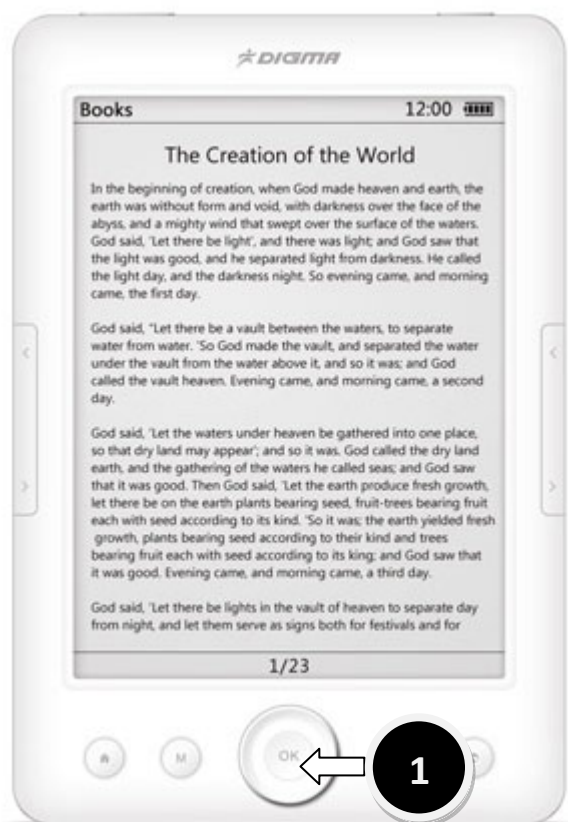 DIGMA
Books 12:00
The Creation of the World
In the beginning of creation, when God made heaven and earth, the
earth was without form and void, with darkness over the face of the
abyss, and a mighty wind that swept over the surface of the waters.
God said, 'Let there be light', and there was light; and God saw that
the light was good, and he separated light from darkness. He called
the light day, and the darkness night. So evening came, and morning
came, the first day.
God said, "Let there be a vault between the waters, to separate
water from water. 'So God made the vault, and separated the water
under the vault from the water above it, and so it was; and God
called the vault heaven. Evening came, and morning came, a second
day.
God said, 'Let the waters under heaven be gathered into one place,
so that dry land may appear'; and so it was. God called the dry land
earth, and the gathering of the waters he called seas; and God saw
that it was good. Then God said, 'Let the earth produce fresh growth,
let there be on the earth plants bearing seed, fruit-trees bearing fruit
each with seed according to its kind. 'So it was; the earth yielded fresh
growth, plants bearing seed according to their kind and trees
bearing fruit each with seed according to its king; and God saw that
it was good. Evening came, and morning came, a third day.
God said, 'Let there be lights in the vault of heaven to separate day
from night, and let them serve as signs both for festivals and for
1/23
M OK 1